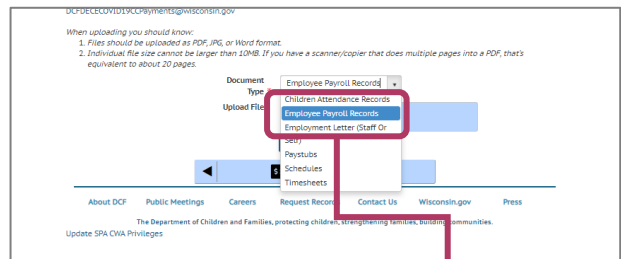 DCFDECECOVID19CCPayments@wisconsin.gov
When uploading you should know:
1. Files should be uploaded as PDF, JPG, or Word format.
2. Individual file size cannot be larger than 10MB. If you have a scanner/copier that does multiple pages into a PDF, that's
equivalent to about 20 pages.
Document
Type *
Employee Payroll Records
Upload File
Children Attendance Records
Employee Payroll Records
Employment Letter (Staff Or
Self)
Paystubs
Schedules
Timesheets
$
About DCF Public Meetings Careers Request Record Contact Us Wisconsin.gov Press
The Department of Children and Families, protecting children, strengthening families, building communities.
Update SPA CWA Privileges